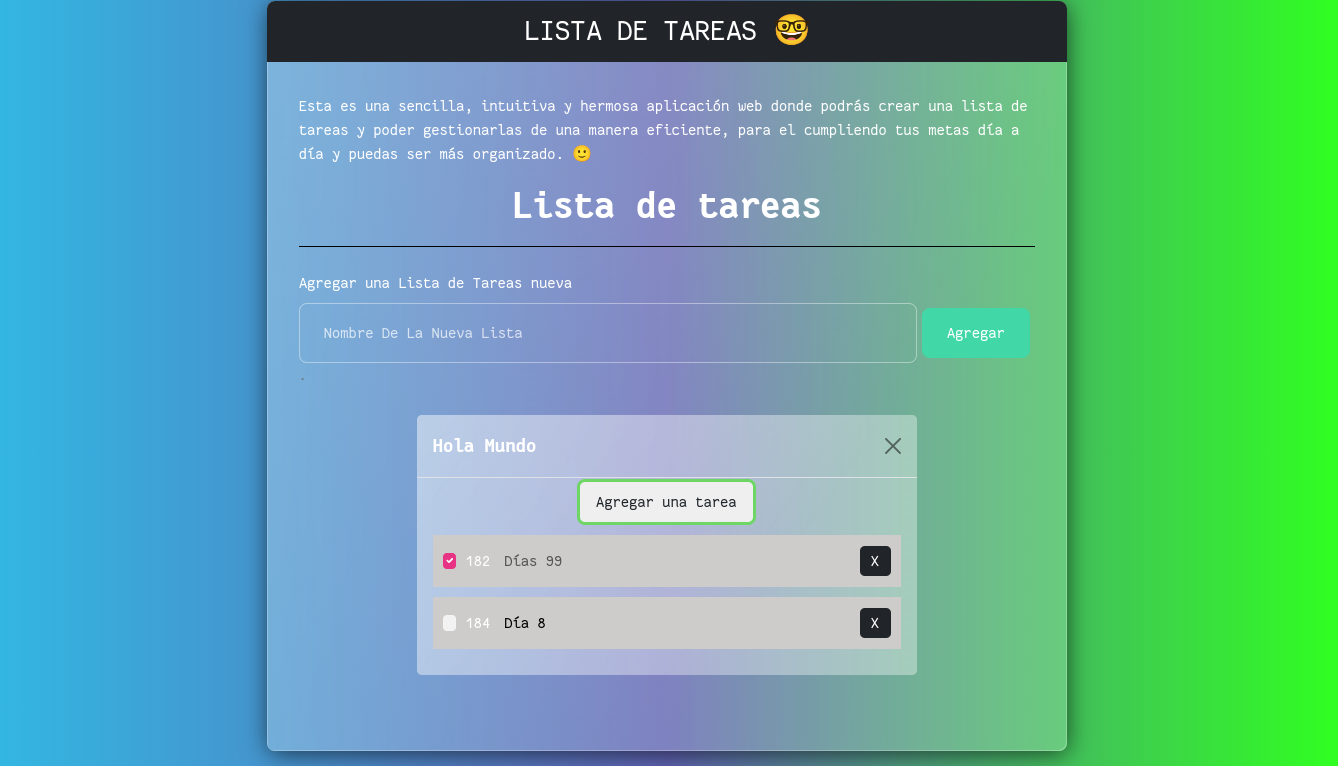 LISTA DE TAREAS 🤓
Esta es una sencilla, intuitiva y hermosa aplicación web donde podrás crear una lista de
tareas y poder gestionarlas de una manera eficiente, para el cumpliendo tus metas día a
día y puedas ser más organizado. 🙂
Lista de tareas
Agregar una Lista de Tareas nueva
Nombre De La Nueva Lista
Agregar
.
Hola Mundo
Agregar una tarea
182 Días 99 X
184 Día 8 X